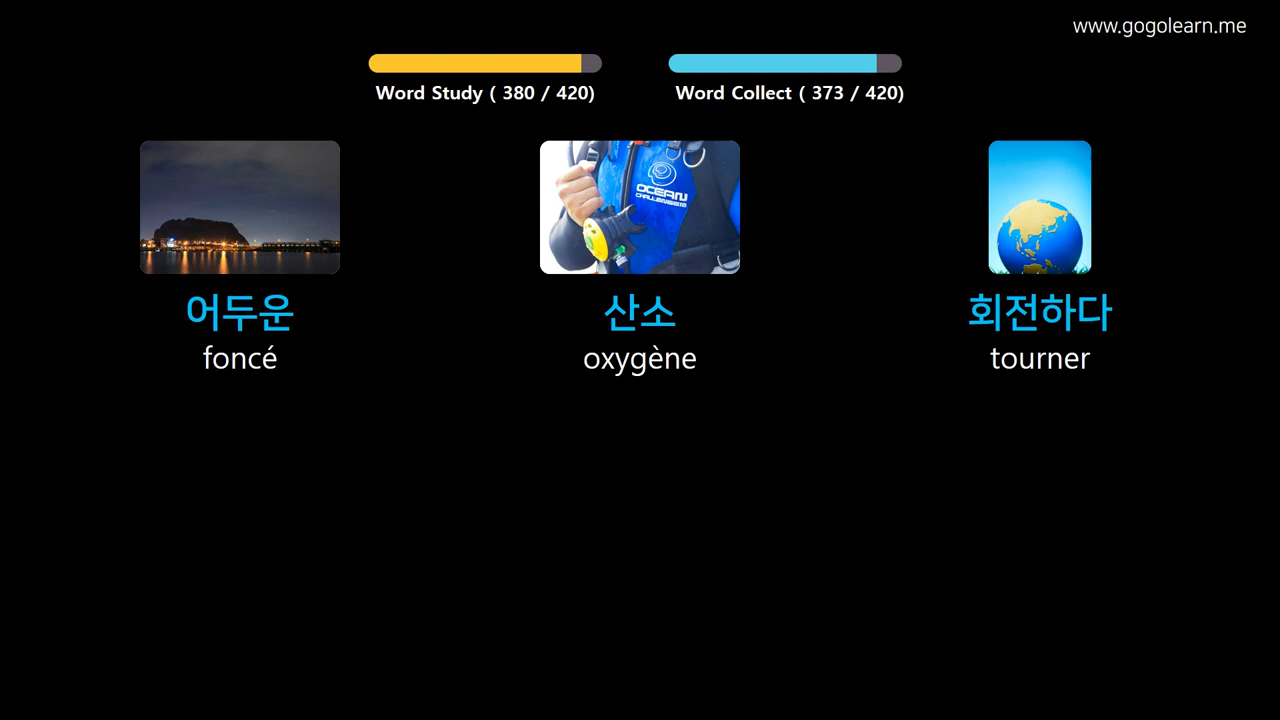 www.gogolearn.me
Word Study ( 380 / 420)
Word Collect ( 373 / 420)
OCEAN
CHALLENGER
어두운
산소
회전하다
foncé
oxygène
tourner